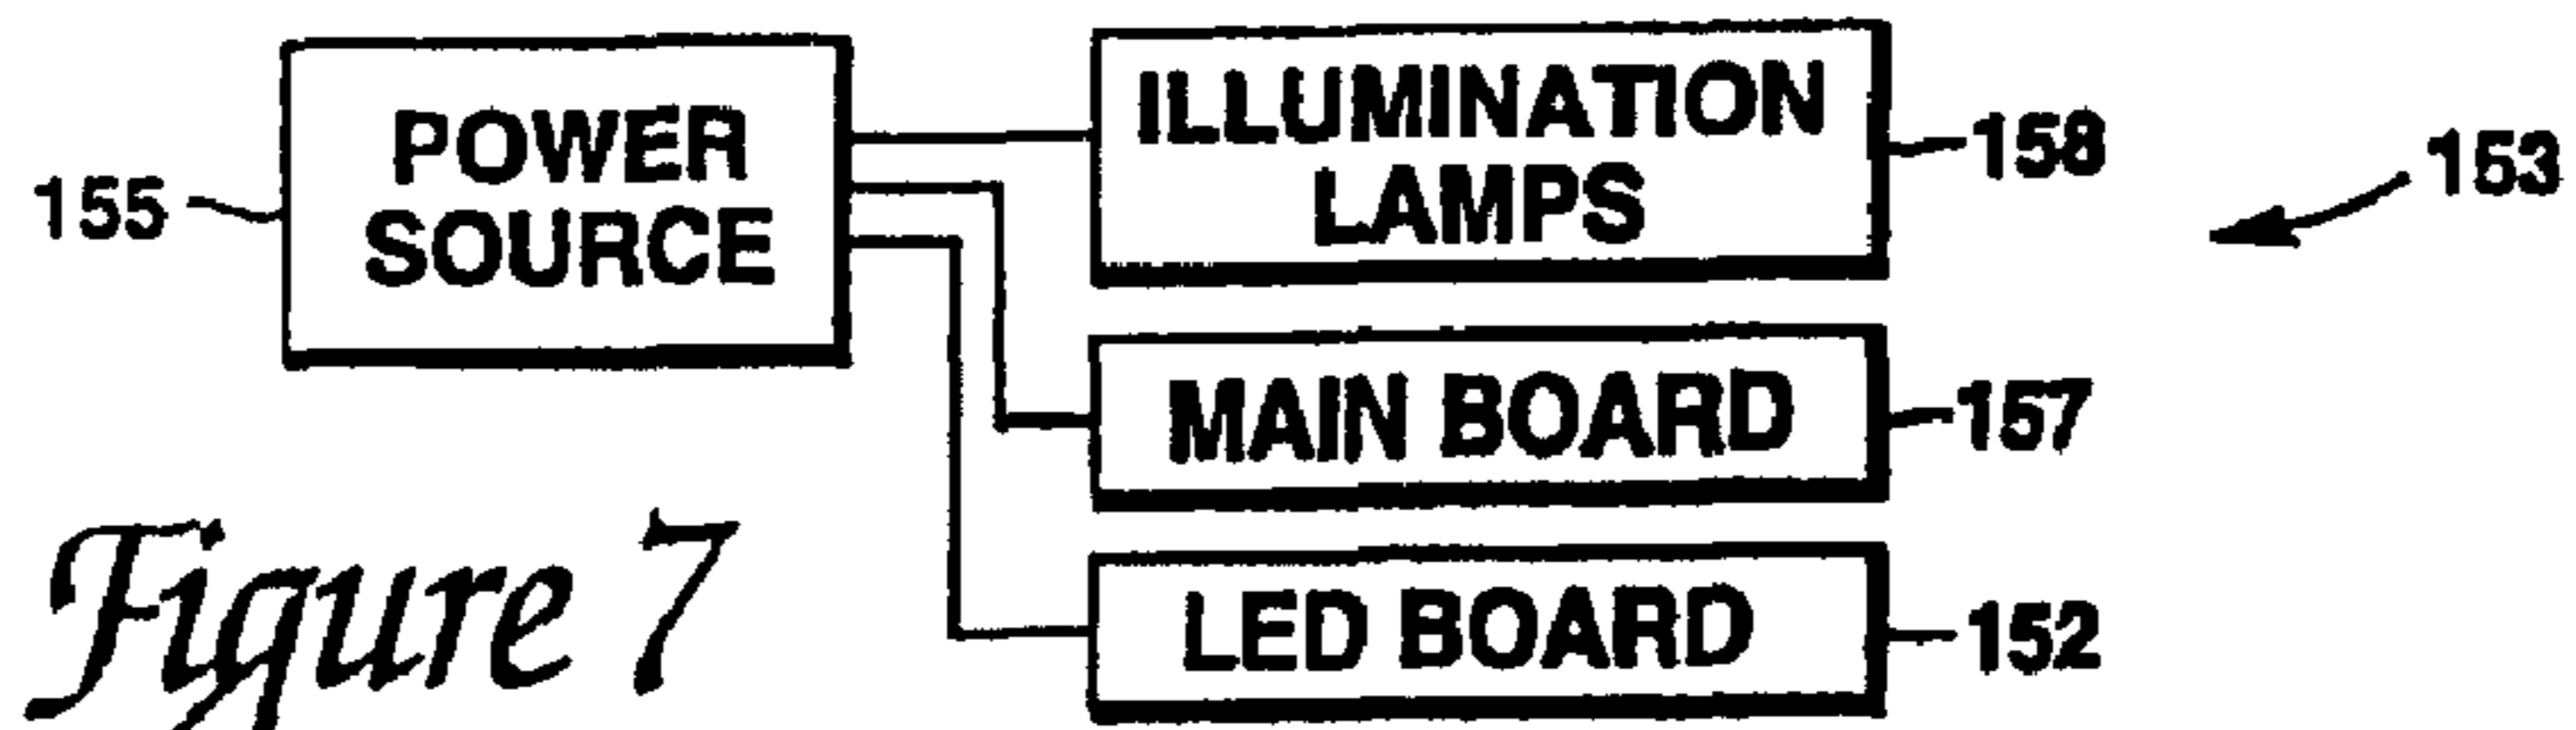 POWER
SOURCE
155
ILLUMINATION
LAMPS
158
153
MAIN BOARD
157
LED BOARD
152
Figure 7